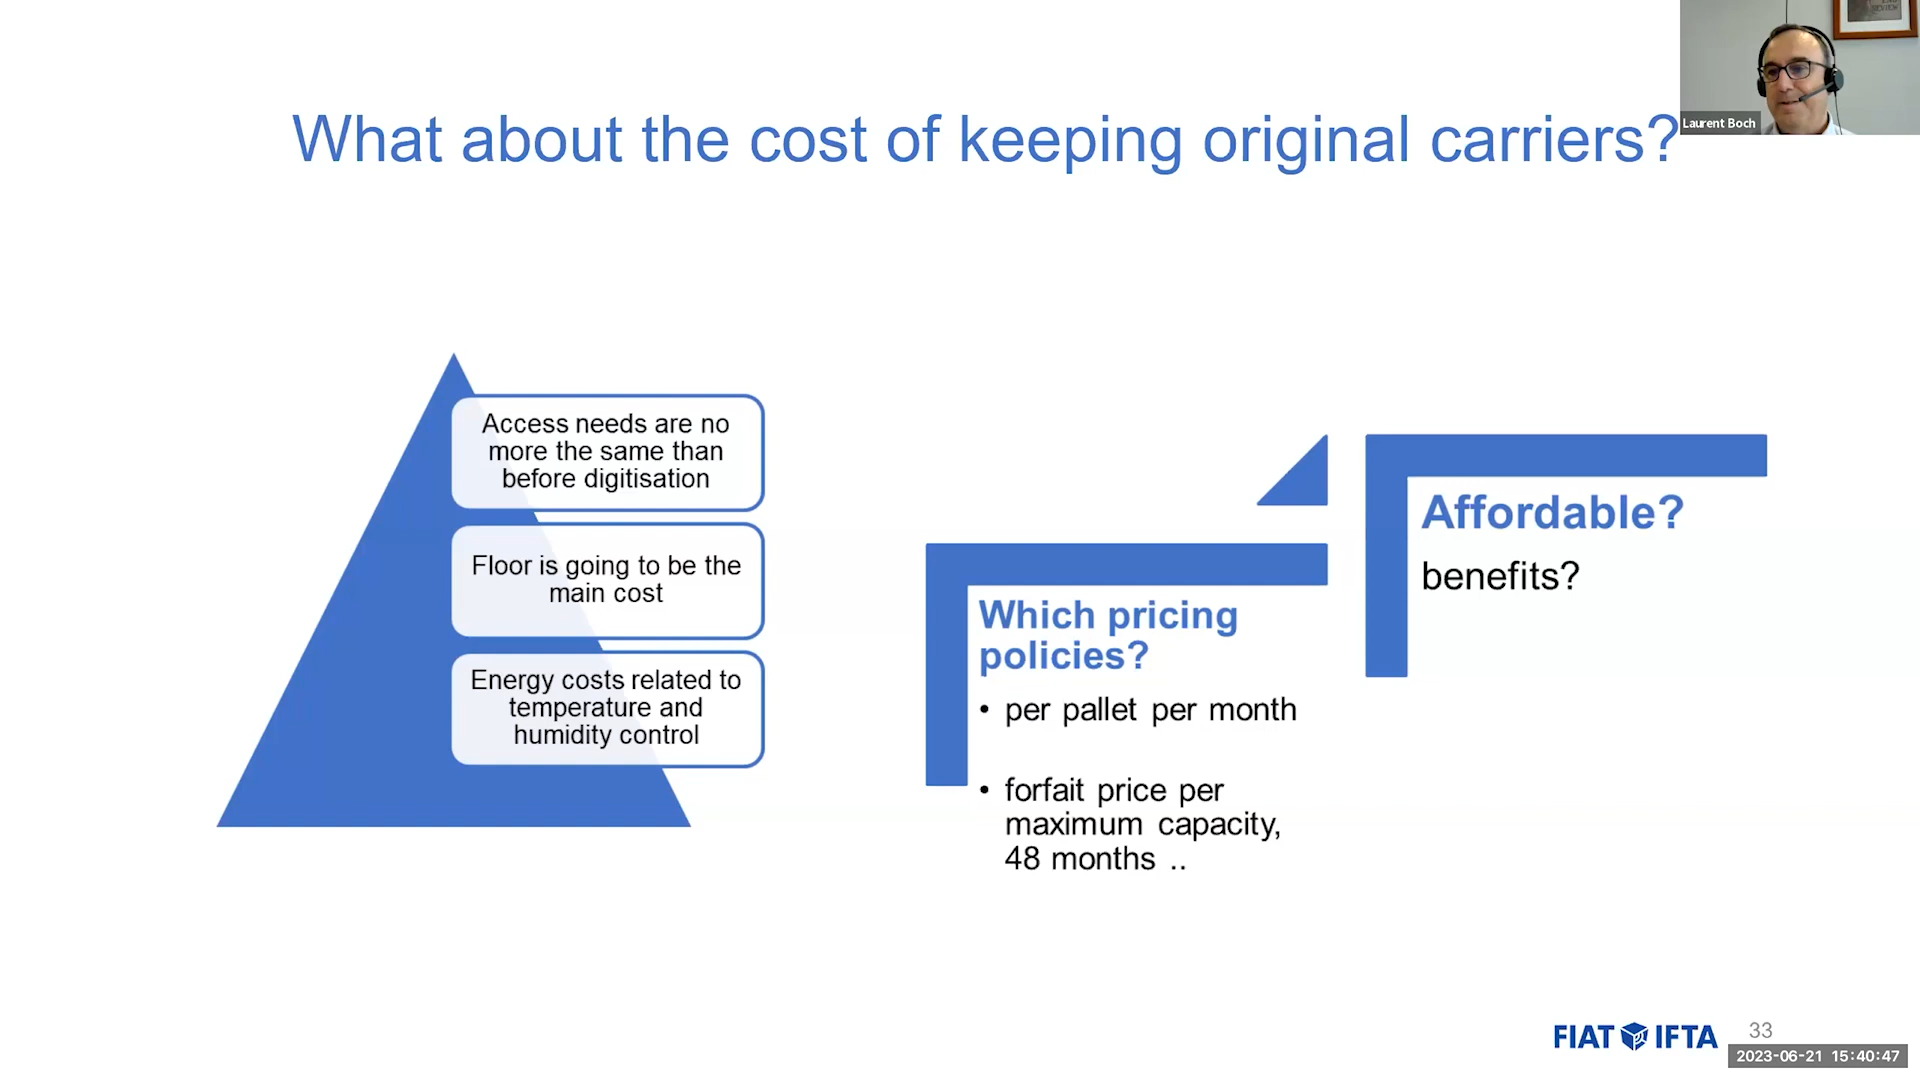 What about the cost of keeping original carriers?
Laurent Boch
Access needs are no
more the same than
before digitisation
Floor is going to be the
main cost
Energy costs related to
temperature and
humidity control
Which pricing
policies?
• per pallet per month
• forfait price per
maximum capacity,
48 months ..
Affordable?
benefits?
FIAT IFTA
33
2023-06-21 15:40:47